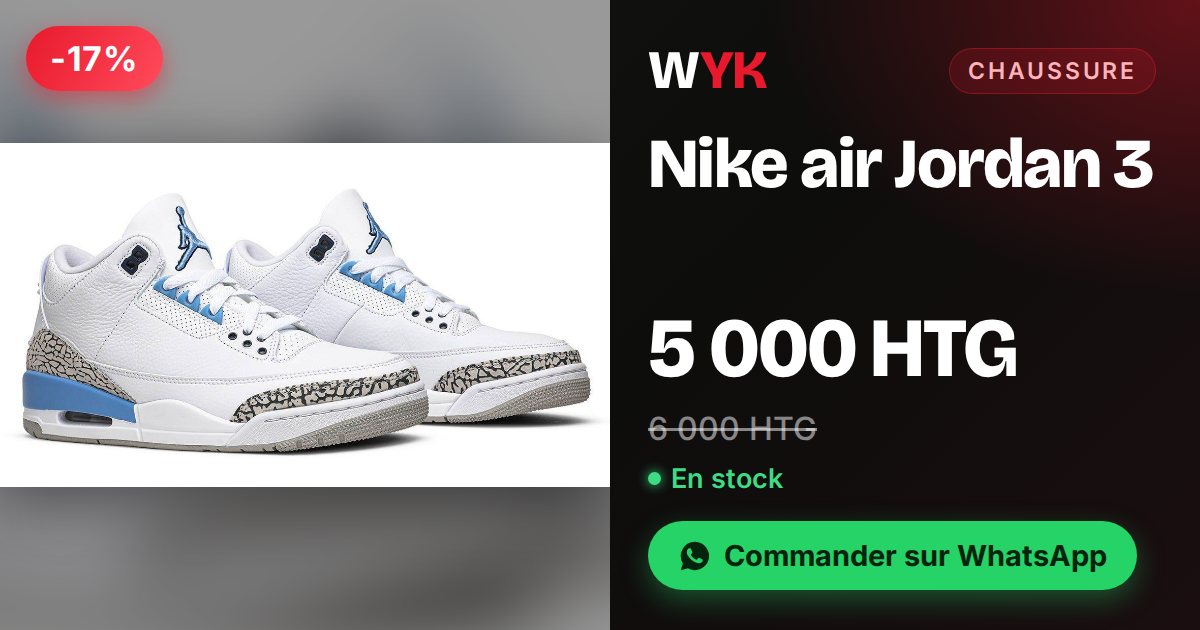 -17%
WYK
CHAUSSURE
Nike air Jordan 3
5 000 HTG
6 000 HTG
En stock
Commander sur WhatsApp